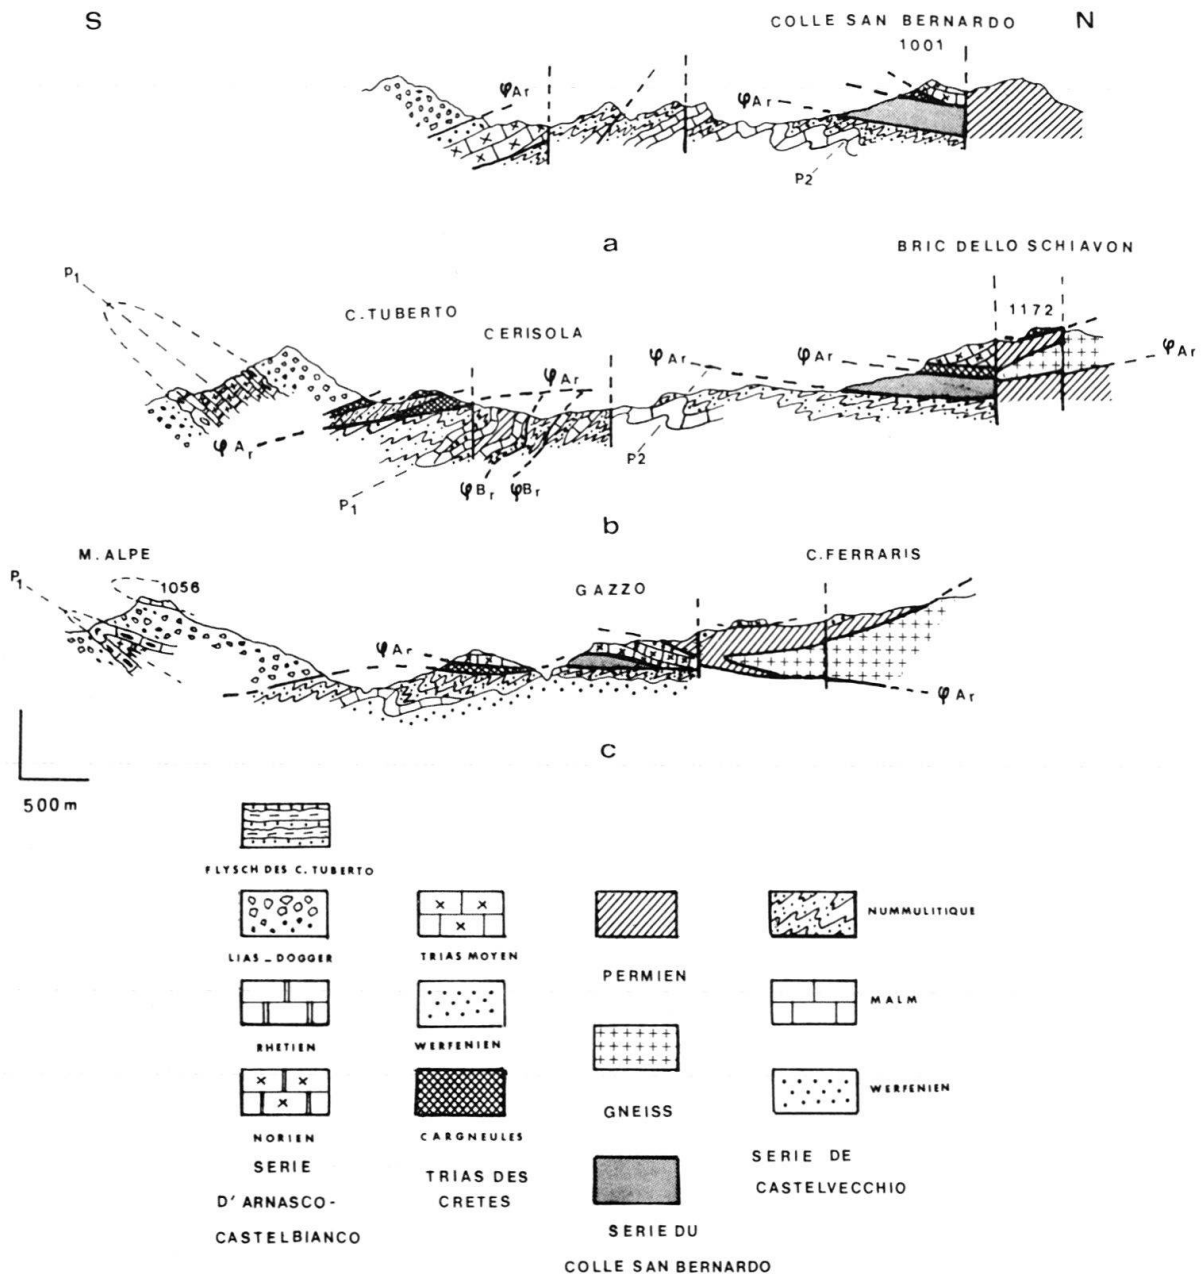 S
COLLE SAN BERNARDO
N
1001
φAr
φAr
P2
a
BRIC DELLO SCHIAVON
P1
C.TUBERTO
1172
CERISOLA
φAr
φAr
φAr
φAr
φAr
P2
P1
φBr φBr
b
M. ALPE
C.FERRARIS
P1
1056
GAZZO
φAr
φAr
c
500m
FLYSCH DES C. TUBERTO
LIAS _ DOGGER
TRIAS MOYEN
PERMIEN
NUMMULITIQUE
RHETIEN
WERFENIEN
MALM
NORIEN
CARGNEULES
GNEISS
WERFENIEN
SERIE
D'ARNASCO-
CASTELBIANCO
TRIAS DES
CRETES
SERIE DU
COLLE SAN BERNARDO
SERIE DE
CASTELVECCHIO